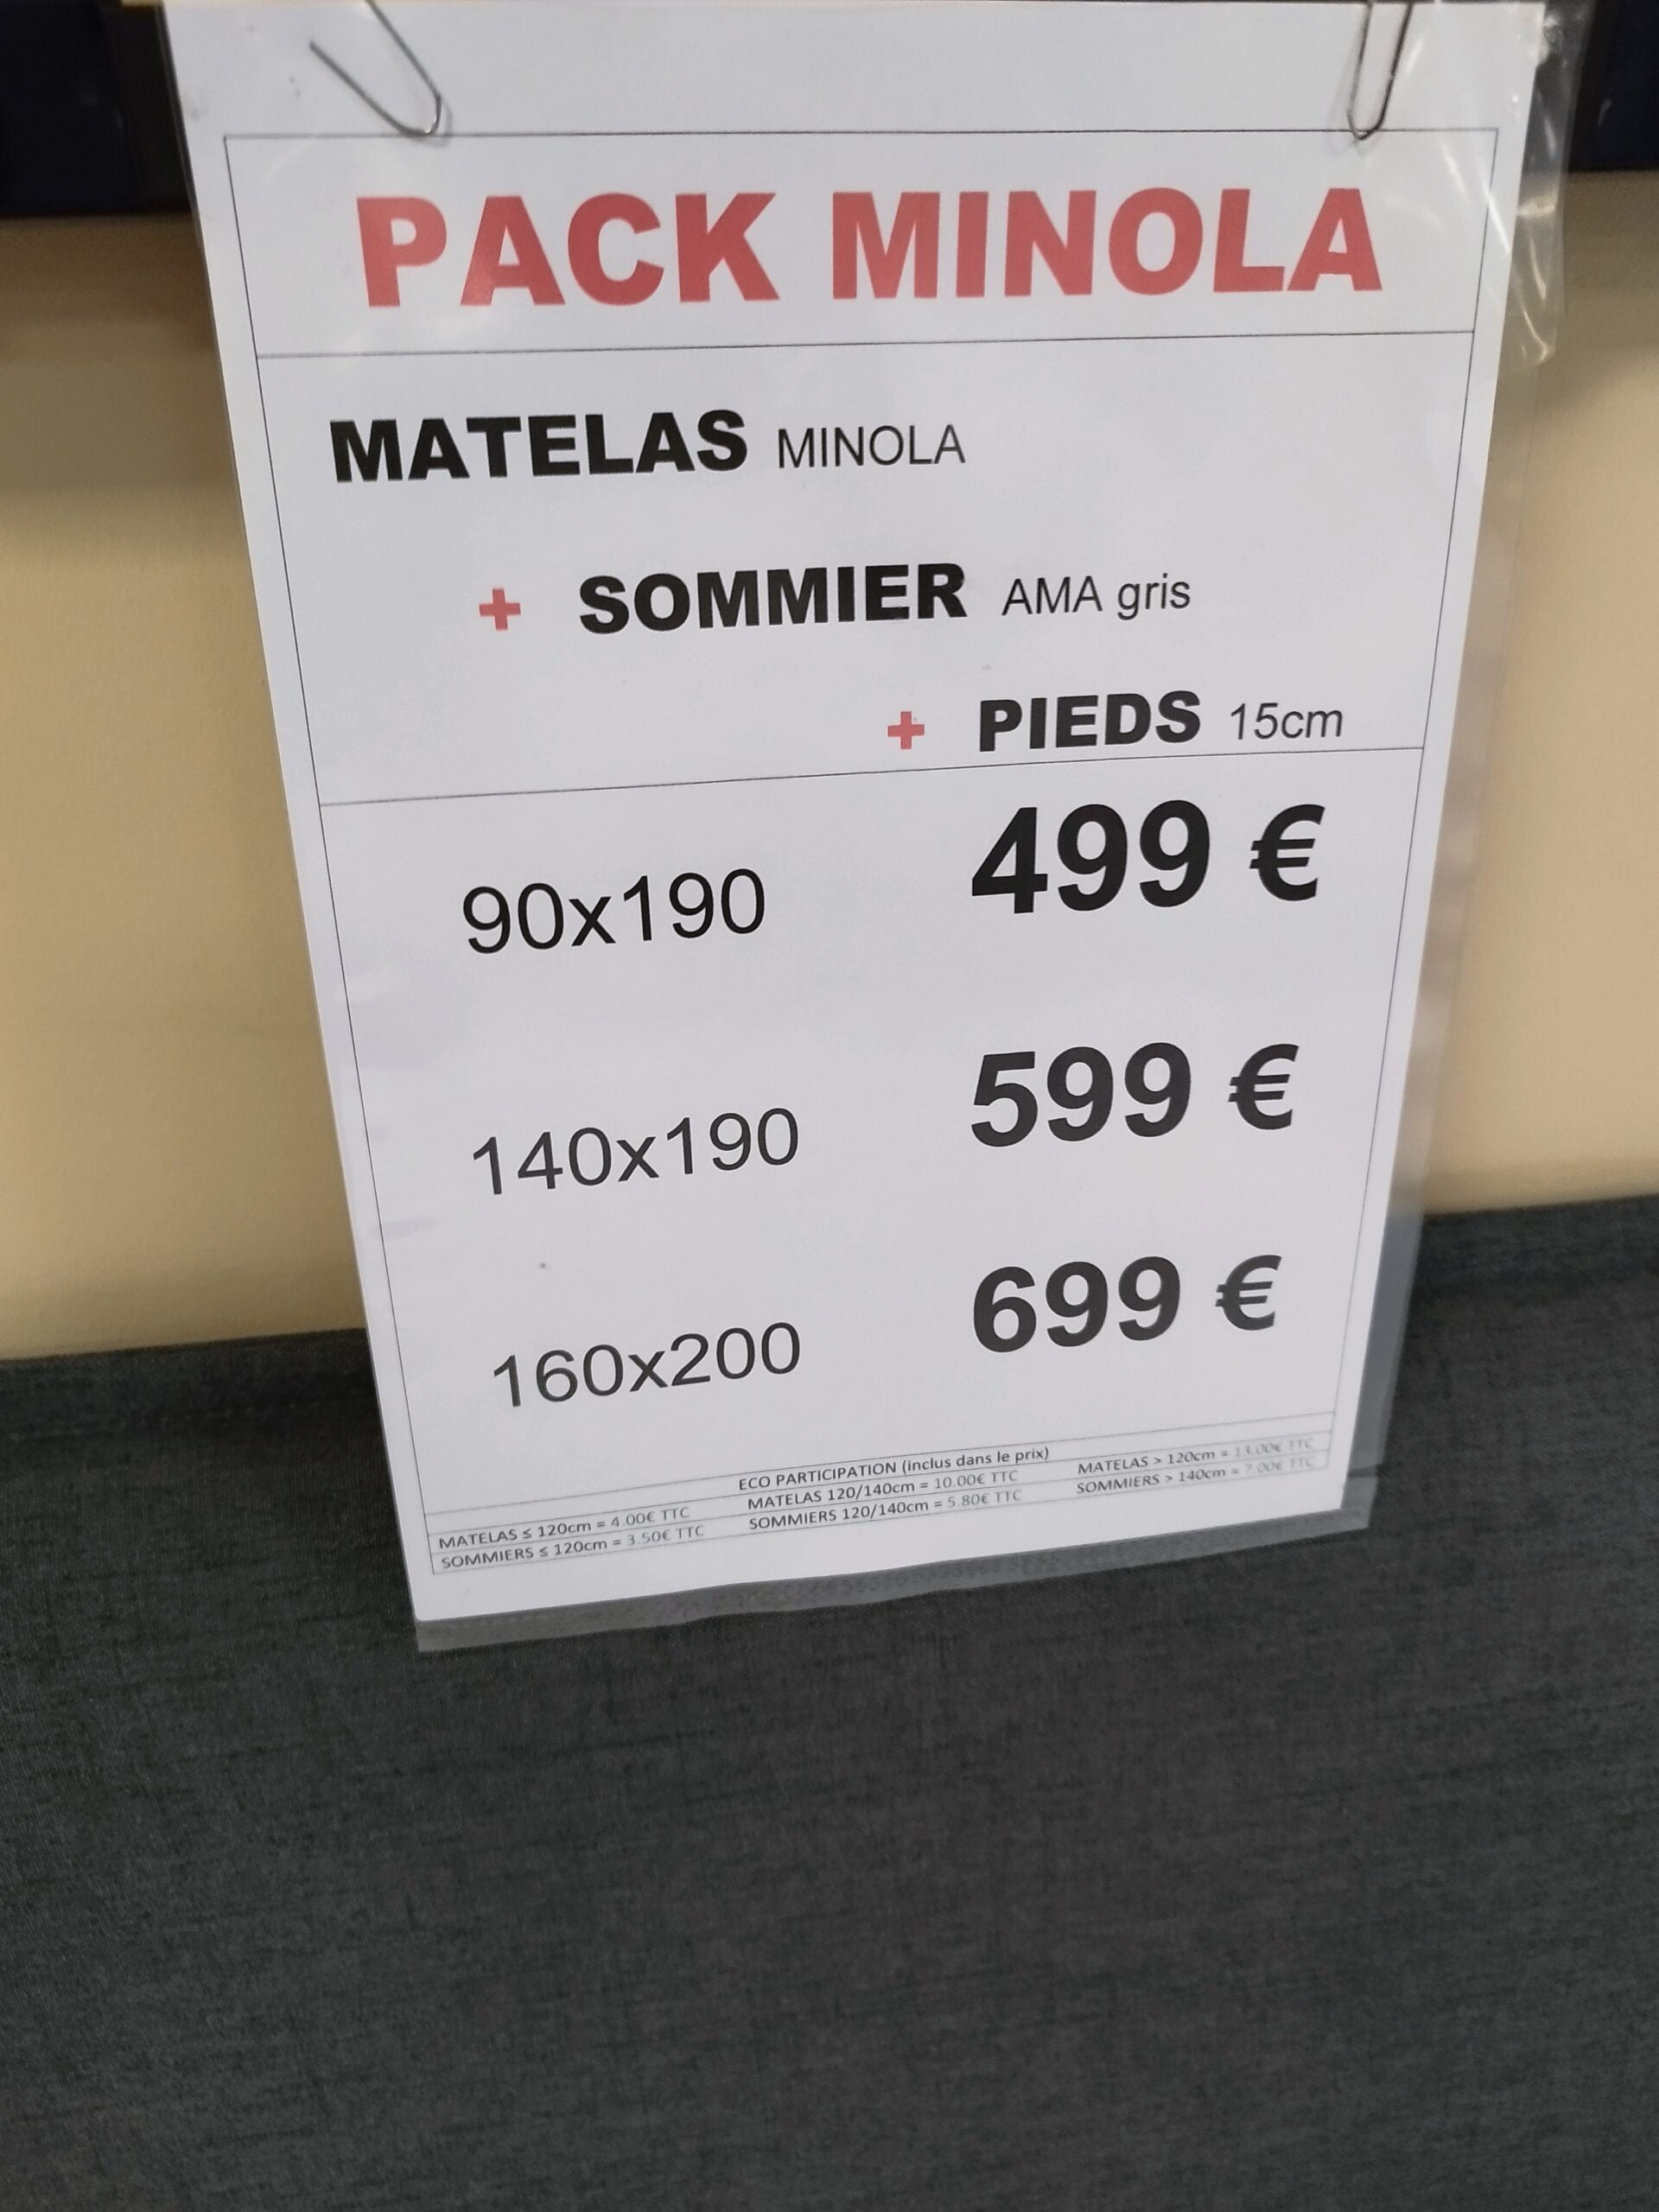 PACK MINOLA
MATELAS MINOLA
+ SOMMIER AMA gris
+ PIEDS 15cm
90x190 499 €
140x190 599 €
160x200 699 €
ECO PARTICIPATION (inclus dans le prix)
MATELAS ≤ 120cm = 4.00€ TTC MATELAS 120/140cm = 10.00€ TTC MATELAS > 120cm = 13.00€ TTC
SOMMIERS ≤ 120cm = 3.50€ TTC SOMMIERS 120/140cm = 5.80€ TTC SOMMIERS > 140cm = 7.00€ TTC